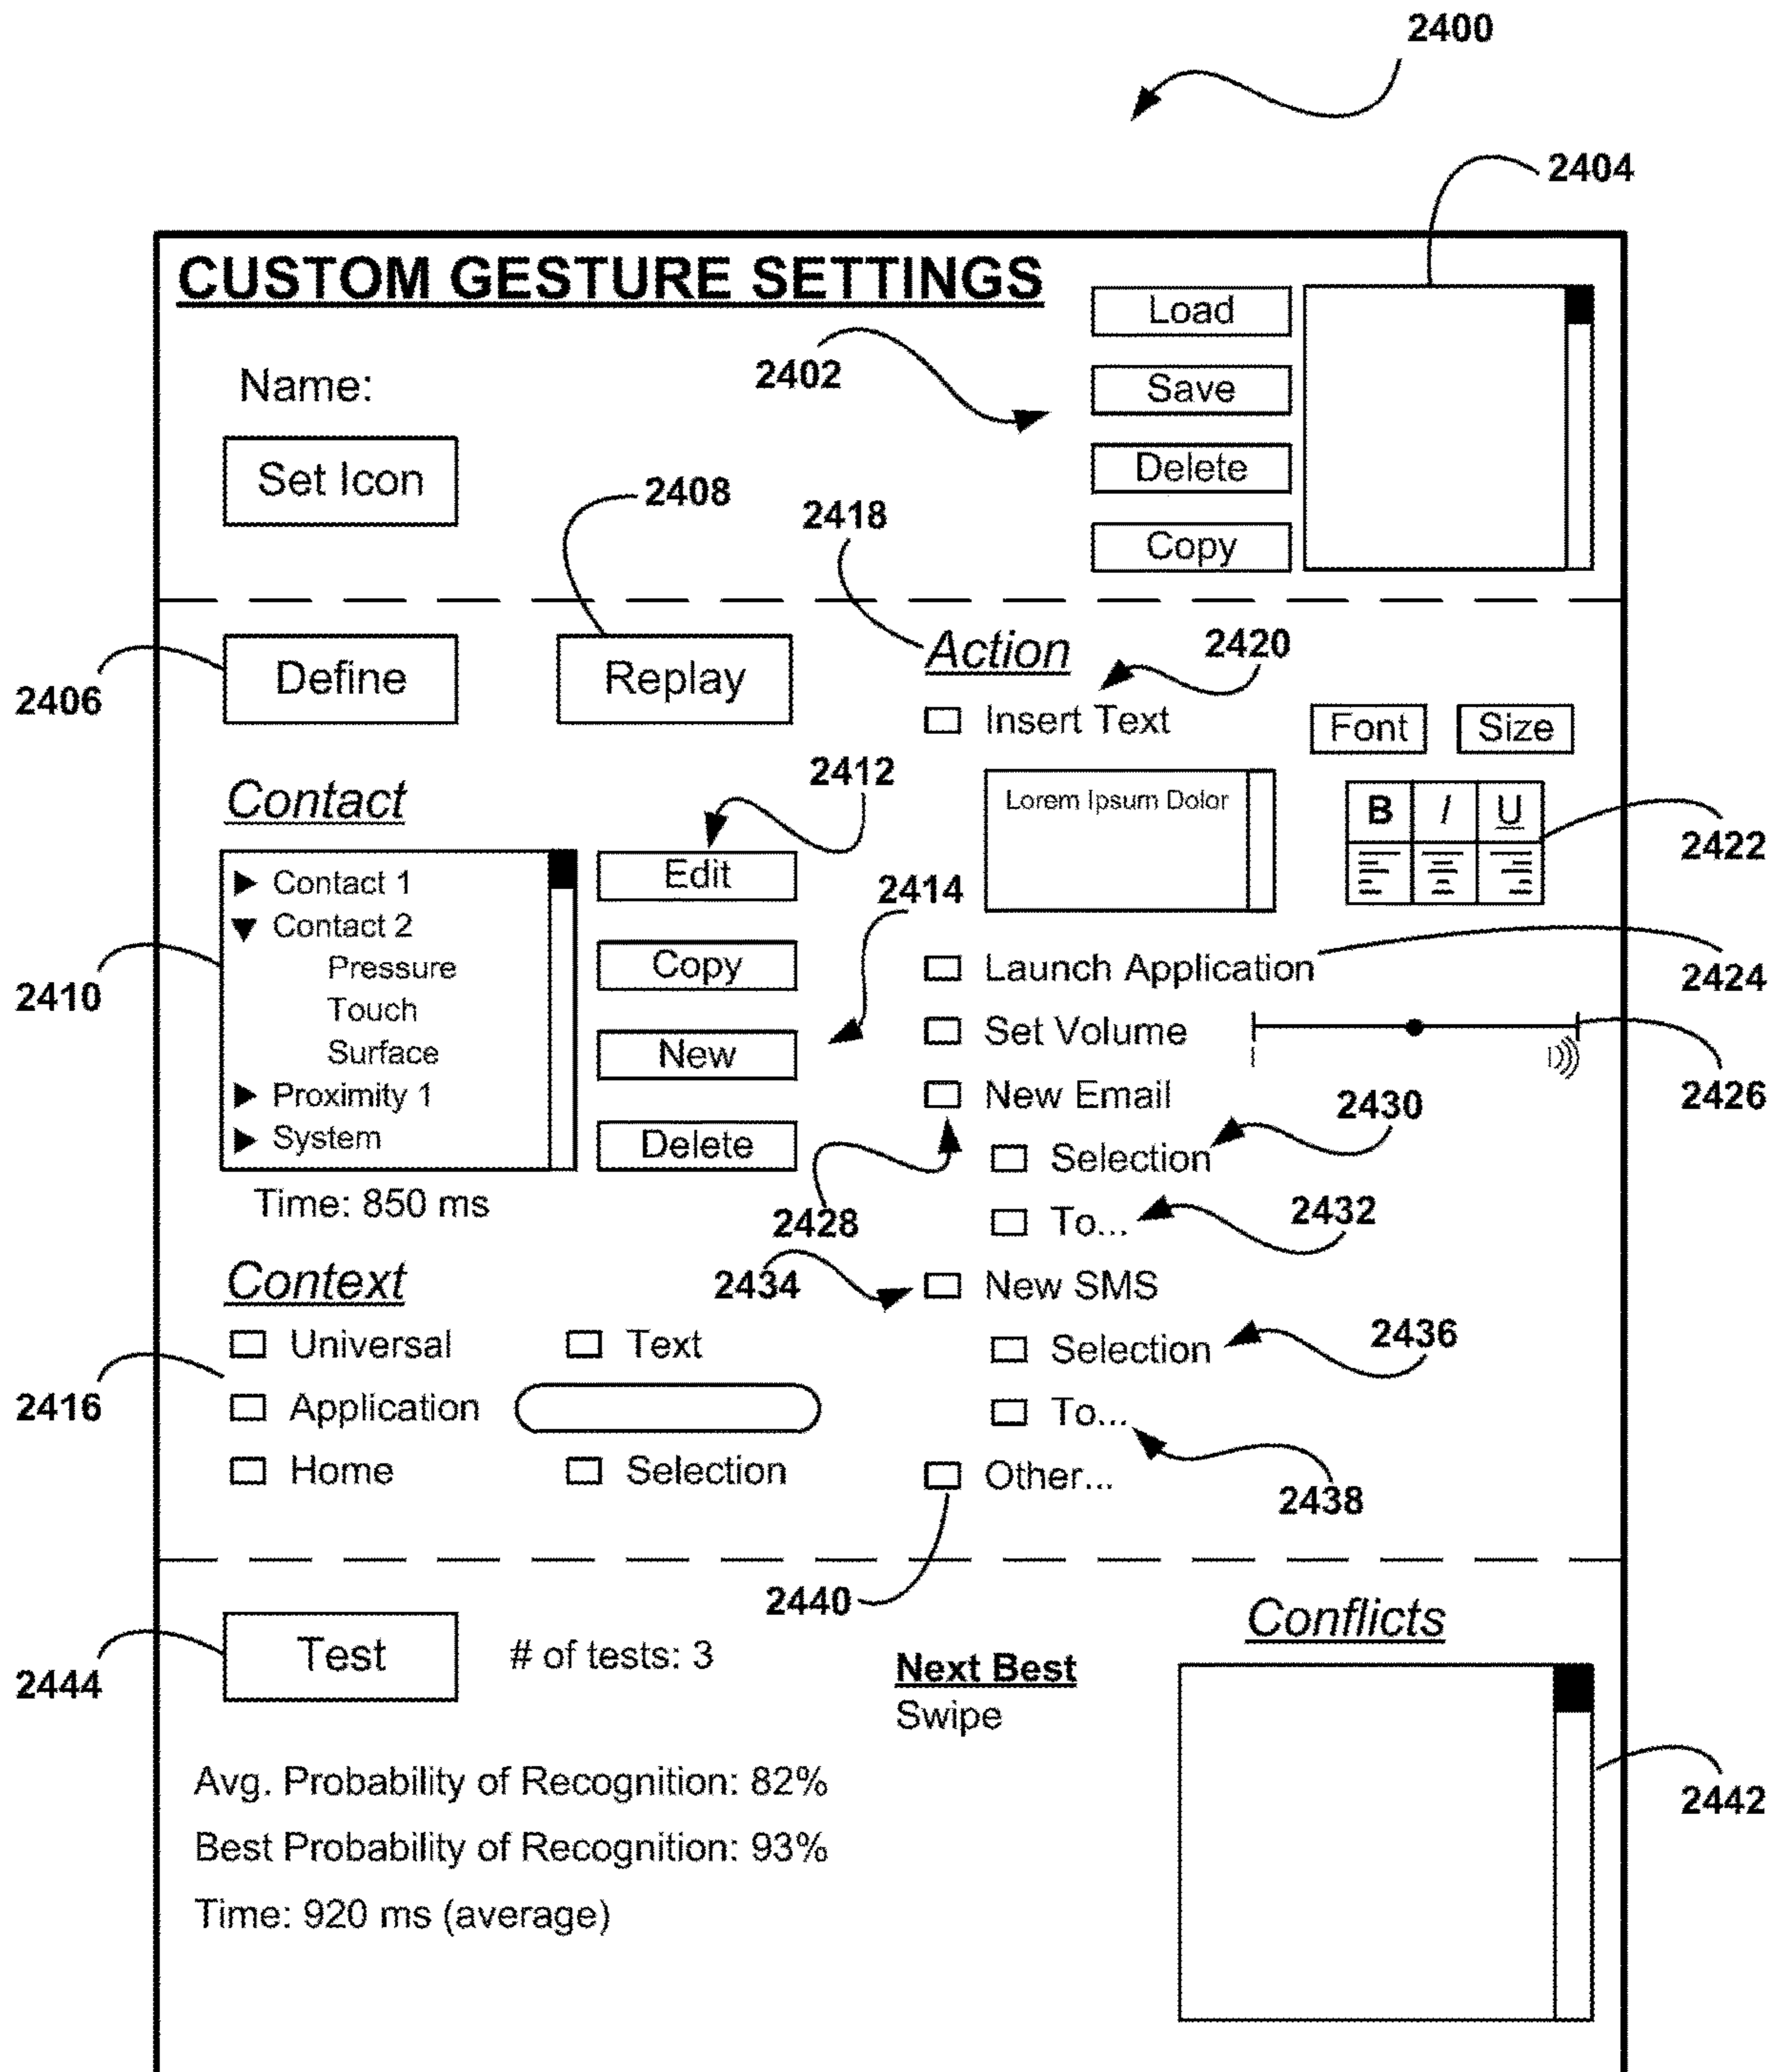 2400
2404
CUSTOM GESTURE SETTINGS
Load
2402
Save
Name:
Delete
Set Icon
2408
2418
Copy
2406
Define
Replay
Action
2420
Insert Text
Font
Size
Lorem Ipsum Dolor
B I U
2422
Contact
2412
Contact 1
Contact 2
Pressure
Touch
Surface
Proximity 1
System
2410
Edit
2414
Copy
New
Delete
Time: 850 ms
Launch Application
2424
Set Volume
2426
New Email
2428
Selection
2430
To...
2432
2434
New SMS
Selection
2436
To...
2438
Other...
2440
Context
2416
Universal
Text
Application
Home
Selection
2444
Test
# of tests: 3
Next Best
Swipe
Conflicts
2442
Avg. Probability of Recognition: 82%
Best Probability of Recognition: 93%
Time: 920 ms (average)